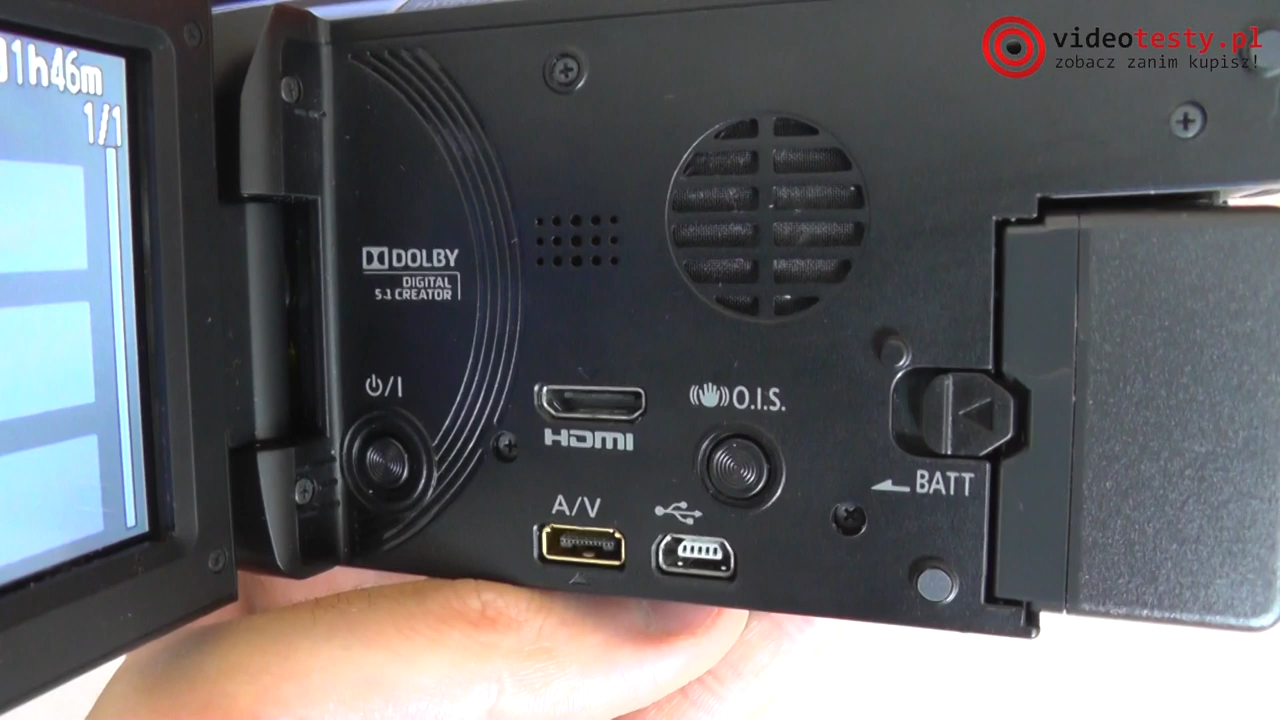 1h46m
1/1
videotesty.pl
zobacz zanim kupisz!
DOLBY
DIGITAL
5.1 CREATOR
HDMI
O.I.S.
BATT
A/V